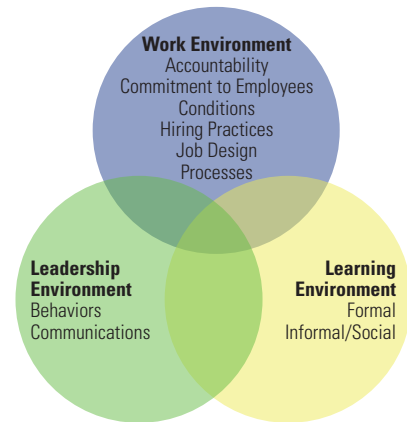 Work Environment
Accountability
Commitment to Employees
Conditions
Hiring Practices
Job Design
Processes
Leadership
Environment
Behaviors
Communications
Learning
Environment
Formal
Informal/Social